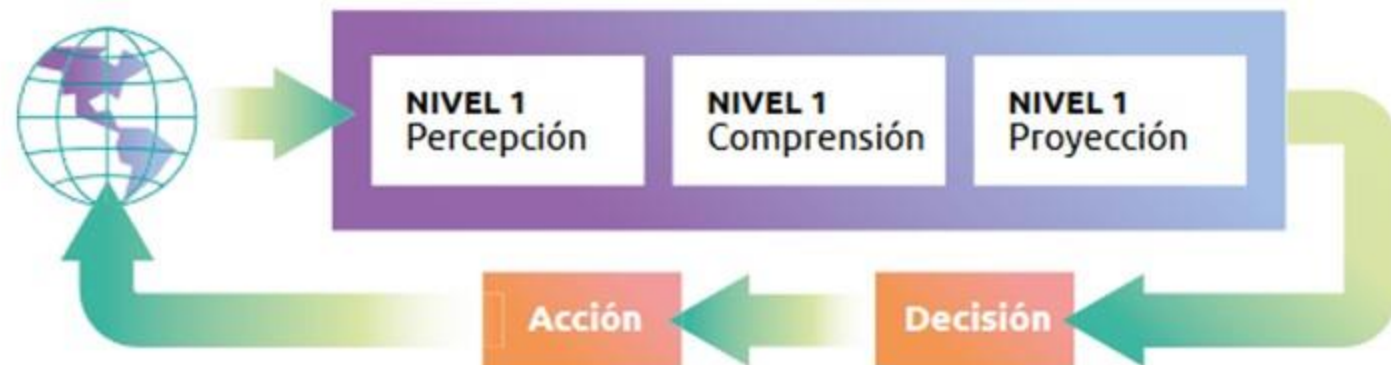 NIVEL 1
Percepción
NIVEL 1
Comprensión
NIVEL 1
Proyección
Acción
Decisión